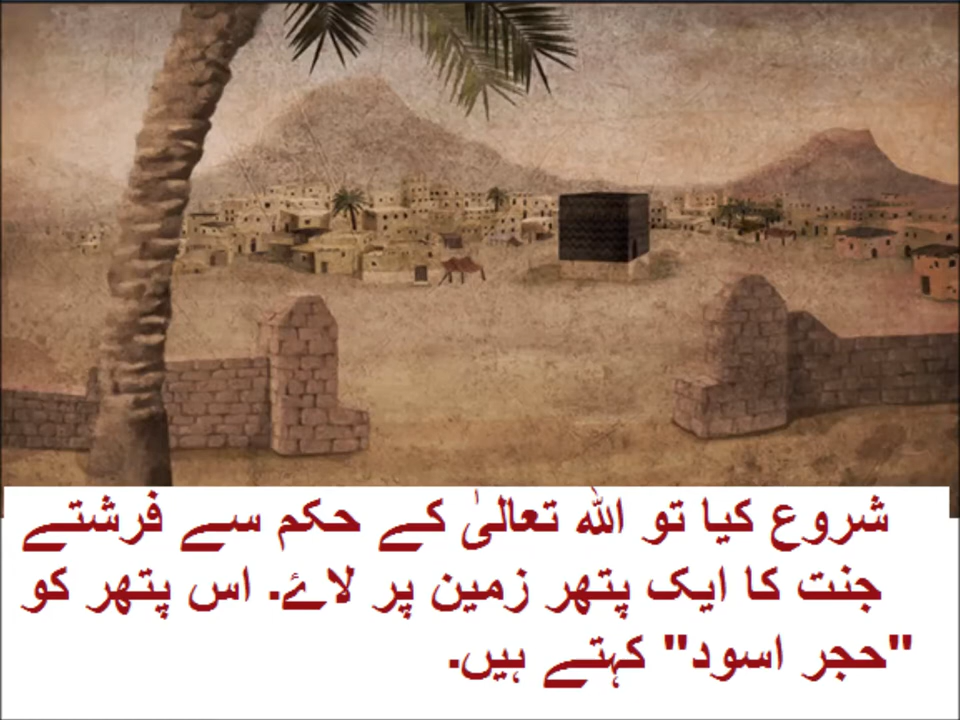 شروع کیا تو اللہ تعالیٰ کے حکم سے فرشتے
جنت کا ایک پتھر زمین پر لاۓ۔ اس پتھر کو
"حجر اسود" کہتے ہیں۔